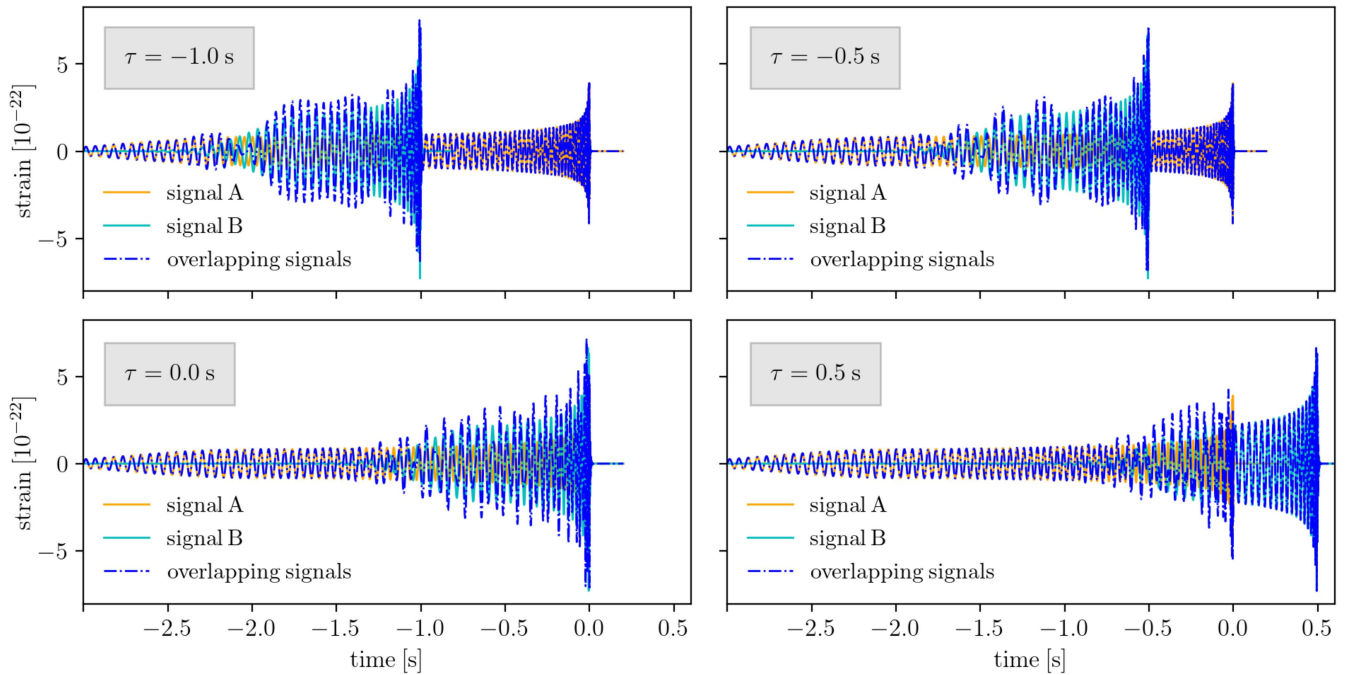 τ = −1.0 s
strain [10⁻²²]
5
0
−5
signal A
signal B
overlapping signals
τ = −0.5 s
signal A
signal B
overlapping signals
τ = 0.0 s
strain [10⁻²²]
5
0
−5
signal A
signal B
overlapping signals
−2.5 −2.0 −1.5 −1.0 −0.5 0.0 0.5
time [s]
τ = 0.5 s
signal A
signal B
overlapping signals
−2.5 −2.0 −1.5 −1.0 −0.5 0.0 0.5
time [s]